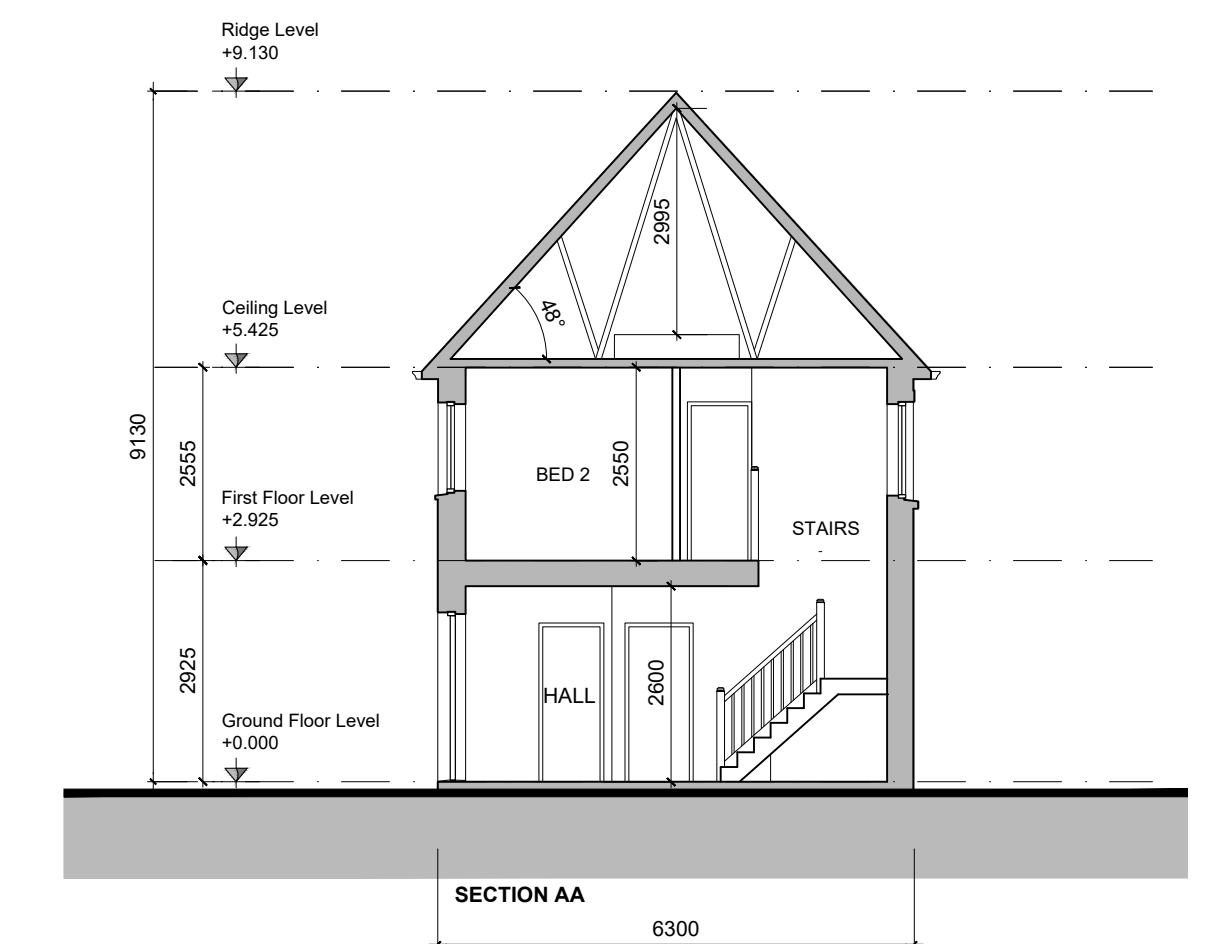 Ridge Level
+9.130
2995
48°
Ceiling Level
+5.425
9130
2555
BED 2
2550
First Floor Level
+2.925
STAIRS
-
2925
HALL
2600
Ground Floor Level
+0.000
SECTION AA
6300